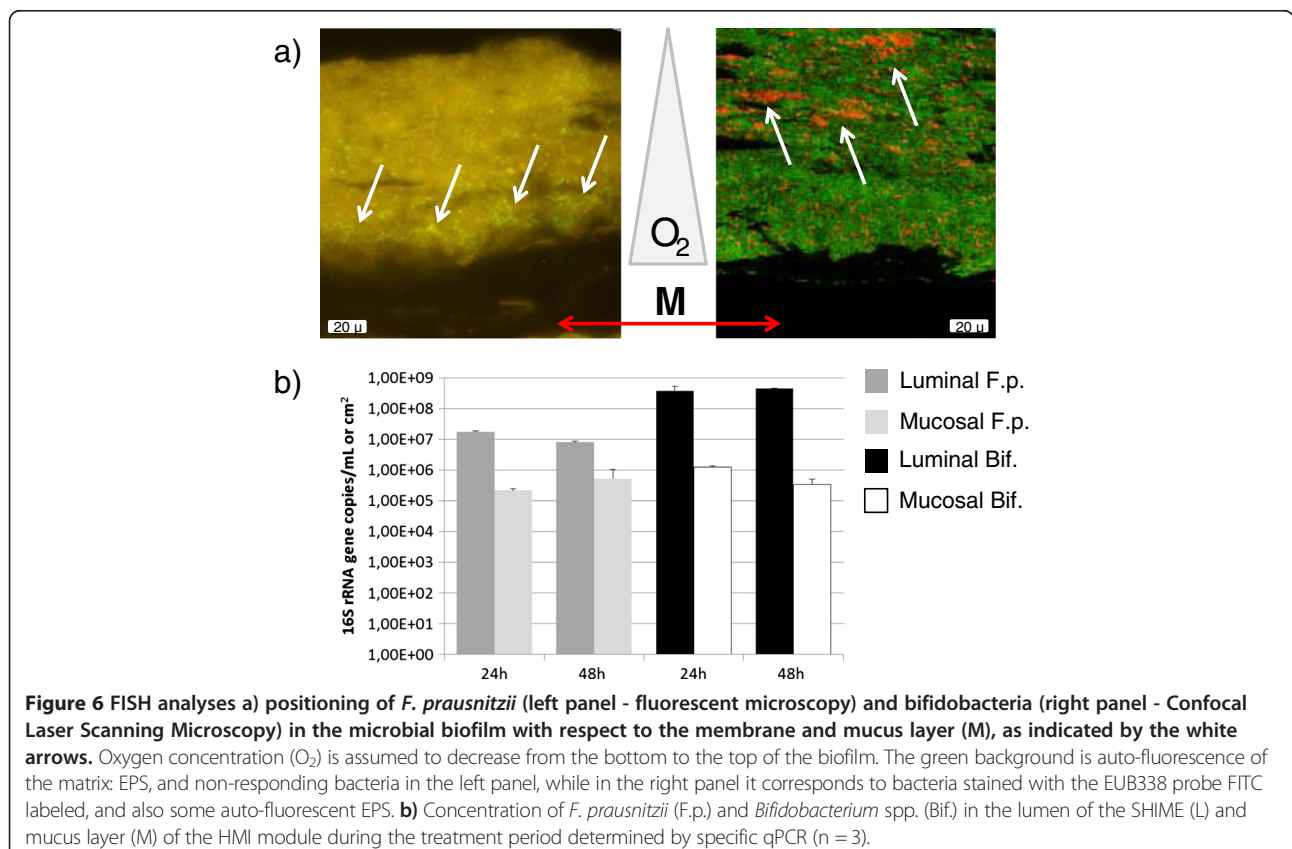 a)
O2
M
20 µ
20 µ
b)
16S rRNA gene copies/mL or cm²
1,00E+09
1,00E+08
1,00E+07
1,00E+06
1,00E+05
1,00E+04
1,00E+03
1,00E+02
1,00E+01
1,00E+00
24h
48h
24h
48h
Luminal F.p.
Mucosal F.p.
Luminal Bif.
Mucosal Bif.
Figure 6 FISH analyses a) positioning of F. prausnitzii (left panel - fluorescent microscopy) and bifidobacteria (right panel - Confocal
Laser Scanning Microscopy) in the microbial biofilm with respect to the membrane and mucus layer (M), as indicated by the white
arrows. Oxygen concentration (O2) is assumed to decrease from the bottom to the top of the biofilm. The green background is auto-fluorescence of
the matrix: EPS, and non-responding bacteria in the left panel, while in the right panel it corresponds to bacteria stained with the EUB338 probe FITC
labeled, and also some auto-fluorescent EPS. b) Concentration of F. prausnitzii (F.p.) and Bifidobacterium spp. (Bif.) in the lumen of the SHIME (L) and
mucus layer (M) of the HMI module during the treatment period determined by specific qPCR (n = 3).